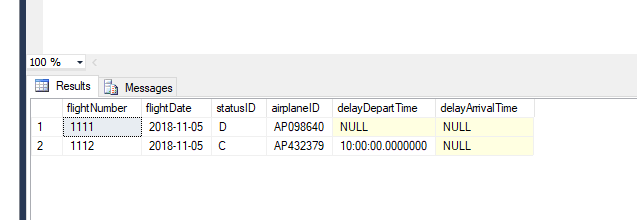 100 %
Results Messages
flightNumber flightDate statusID airplaneID delayDepartTime delayArrivalTime
1 1111 2018-11-05 D AP098640 NULL NULL
2 1112 2018-11-05 C AP432379 10:00:00.0000000 NULL